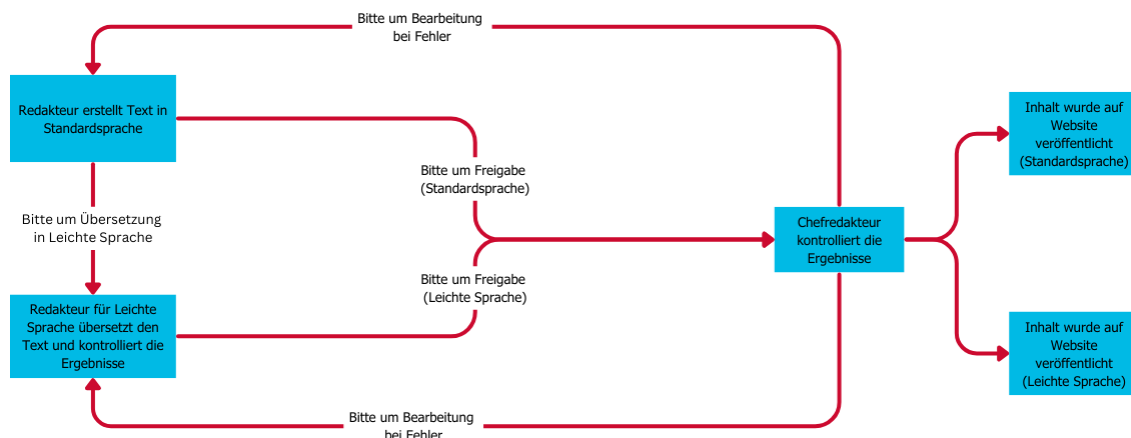 Bitte um Bearbeitung
bei Fehler
Redakteur erstellt Text in
Standardsprache
Inhalt wurde auf
Website
veröffentlicht
(Standardsprache)
Bitte um Freigabe
(Standardsprache)
Bitte um Übersetzung
in Leichte Sprache
Chefredakteur
kontrolliert die
Ergebnisse
Bitte um Freigabe
(Leichte Sprache)
Redakteur für Leichte
Sprache übersetzt den
Text und kontrolliert die
Ergebnisse
Inhalt wurde auf
Website
veröffentlicht
(Leichte Sprache)
Bitte um Bearbeitung
bei Fehler